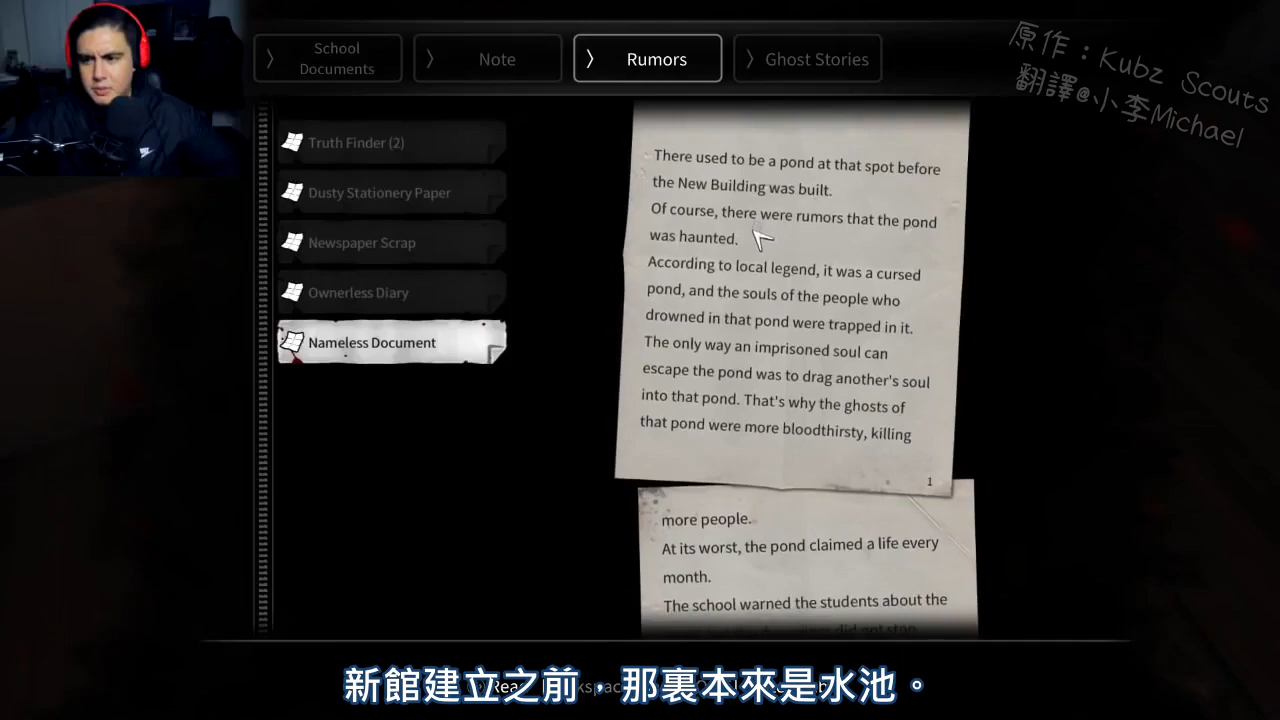 School
Documents
Note
Rumors
Ghost Stories
原作：Kubz Scouts
翻譯@小李Michael
Truth Finder (2)
Dusty Stationery Paper
Newspaper Scrap
Ownerless Diary
Nameless Document
There used to be a pond at that spot before
the New Building was built.
Of course, there were rumors that the pond
was haunted.
According to local legend, it was a cursed
pond, and the souls of the people who
drowned in that pond were trapped in it.
The only way an imprisoned soul can
escape the pond was to drag another's soul
into that pond. That's why the ghosts of
that pond were more bloodthirsty, killing
1
more people.
At its worst, the pond claimed a life every
month.
The school warned the students about the
新館建立之前，那裏本來是水池。